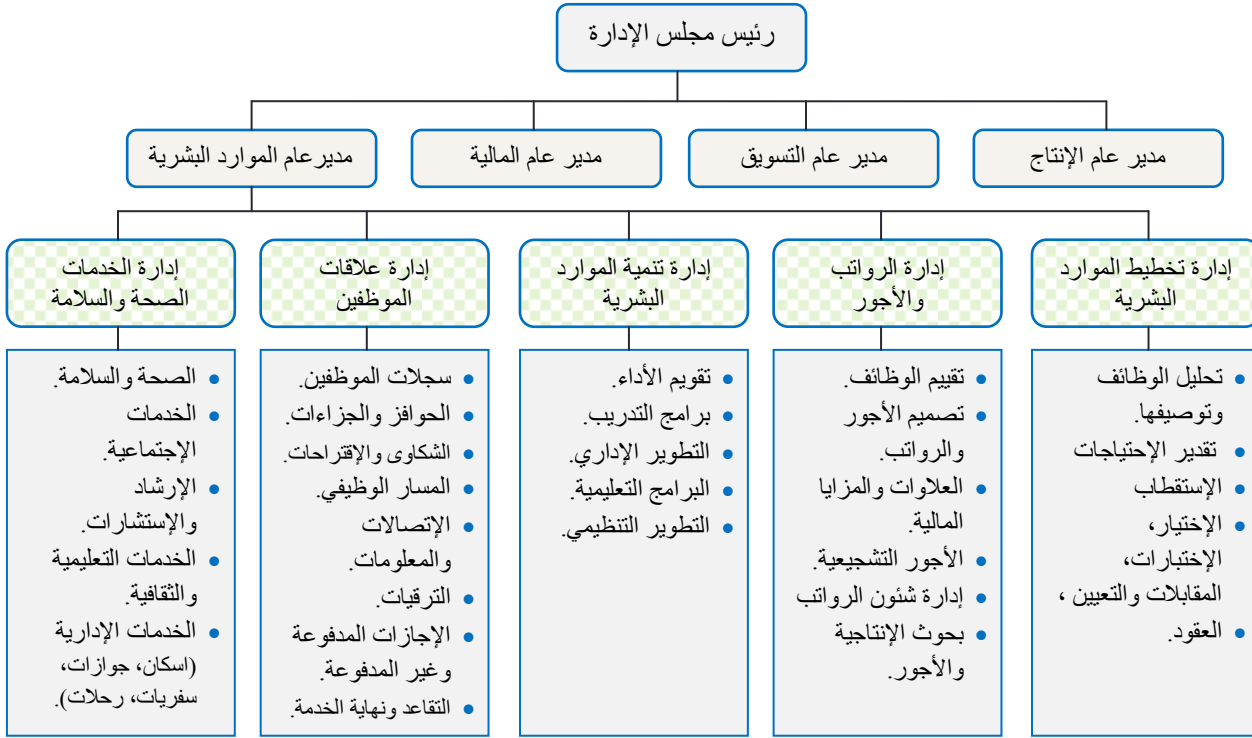 رئيس مجلس الإدارة
مدير عام الإنتاج
مدير عام التسويق
مدير عام المالية
مديرعام الموارد البشرية
إدارة تخطيط الموارد
البشرية
إدارة الرواتب
والأجور
إدارة تنمية الموارد
البشرية
إدارة علاقات
الموظفين
إدارة الخدمات
الصحة والسلامة
• تحليل الوظائف
وتوصيفها.
• تقدير الإحتياجات
• الإستقطاب
• الإختيار،
الإختبارات،
المقابلات والتعيين ،
• العقود.
• تقييم الوظائف.
• تصميم الأجور
والرواتب.
• العلاوات والمزايا
المالية.
• الأجور التشجيعية.
• إدارة شئون الرواتب
• بحوث الإنتاجية
والأجور.
• تقويم الأداء.
• برامج التدريب.
• التطوير الإداري.
• البرامج التعليمية.
• التطوير التنظيمي.
• سجلات الموظفين.
• الحوافز والجزاءات.
• الشكاوى والإقتراحات.
• المسار الوظيفي.
• الإتصالات
والمعلومات.
• الترقيات.
• الإجازات المدفوعة
وغير المدفوعة.
• التقاعد ونهاية الخدمة.
• الصحة والسلامة.
• الخدمات
الإجتماعية.
• الإرشاد
والإستشارات.
• الخدمات التعليمية
والثقافية.
• الخدمات الإدارية
(اسكان، جوازات،
سفريات، رحلات).